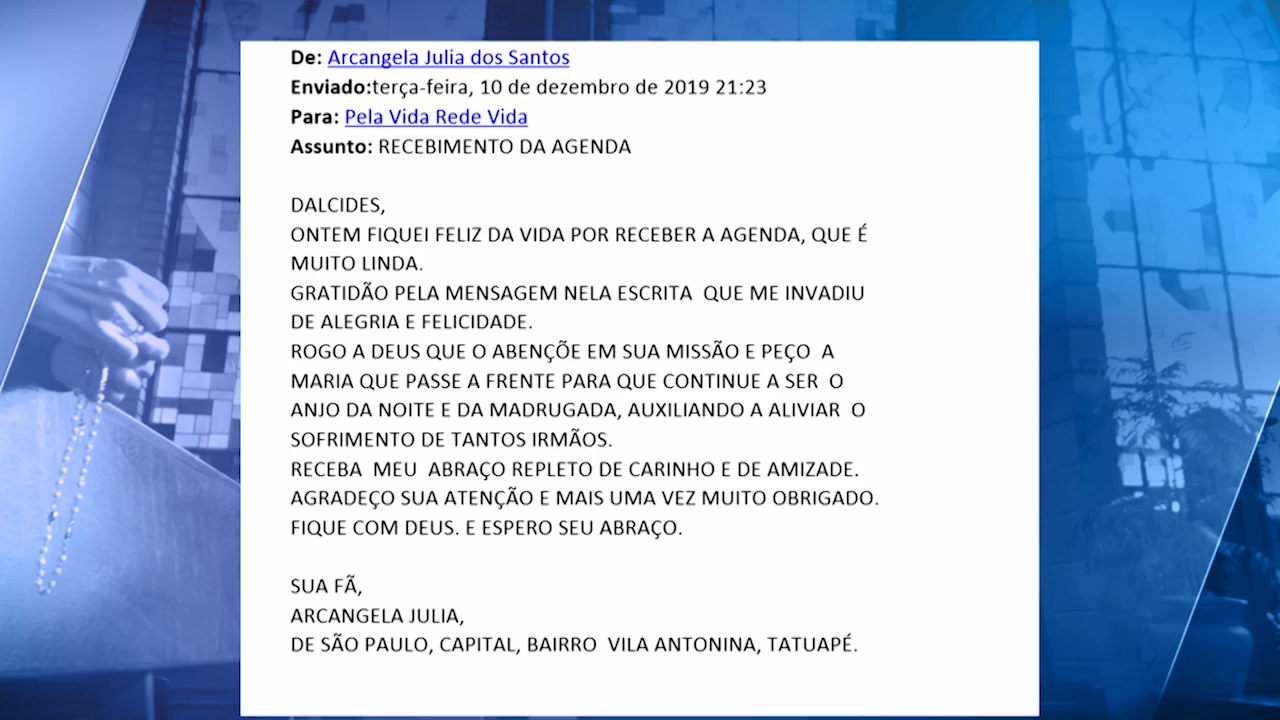 De: Arcangela Julia dos Santos
Enviado:terça-feira, 10 de dezembro de 2019 21:23
Para: Pela Vida Rede Vida
Assunto: RECEBIMENTO DA AGENDA
DALCIDES,
ONTEM FIQUEI FELIZ DA VIDA POR RECEBER A AGENDA, QUE É
MUITO LINDA.
GRATIDÃO PELA MENSAGEM NELA ESCRITA  QUE ME INVADIU
DE ALEGRIA E FELICIDADE.
ROGO A DEUS QUE O ABENÇÕE EM SUA MISSÃO E PEÇO  A
MARIA QUE PASSE A FRENTE PARA QUE CONTINUE A SER  O
ANJO DA NOITE E DA MADRUGADA, AUXILIANDO A ALIVIAR  O
SOFRIMENTO DE TANTOS IRMÃOS.
RECEBA  MEU  ABRAÇO REPLETO DE CARINHO E DE AMIZADE.
AGRADEÇO SUA ATENÇÃO E MAIS UMA VEZ MUITO OBRIGADO.
FIQUE COM DEUS. E ESPERO SEU ABRAÇO.
SUA FÃ,
ARCANGELA JULIA,
DE SÃO PAULO, CAPITAL, BAIRRO  VILA ANTONINA, TATUAPÉ.